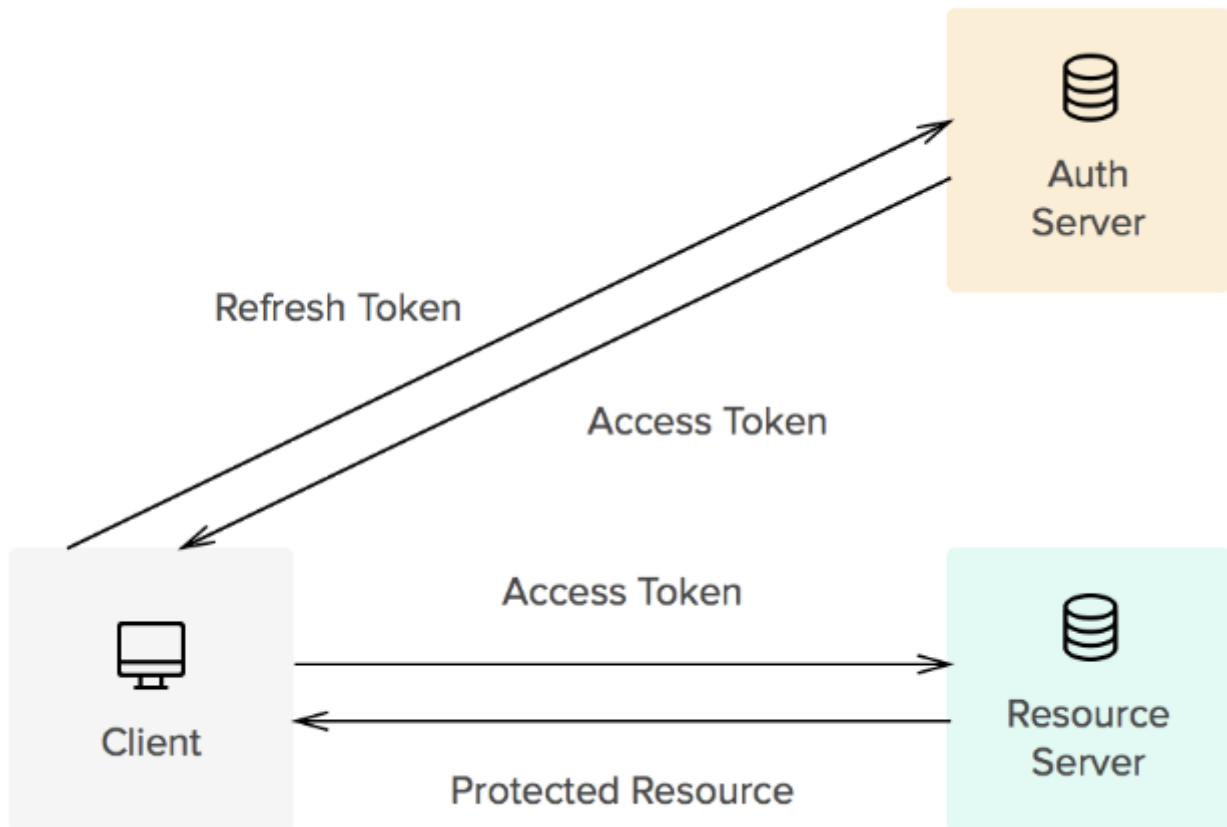 Auth
Server
Refresh Token
Access Token
Access Token
Client
Resource
Server
Protected Resource